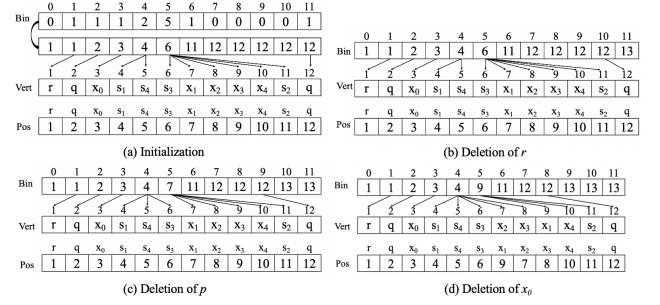 0 1 2 3 4 5 6 7 8 9 10 11
Bin 0 1 1 1 2 5 1 0 0 0 0 1
1 1 2 3 4 6 11 12 12 12 12 12
1 2 3 4 5 6 7 8 9 10 11 12
Vert r q x₀ s₁ s₄ s₃ x₁ x₂ x₃ x₄ s₂ q
r q x₀ s₁ s₄ s₃ x₁ x₂ x₃ x₄ s₂ q
Pos 1 2 3 4 5 6 7 8 9 10 11 12
(a) Initialization
0 1 2 3 4 5 6 7 8 9 10 11
Bin 1 1 2 3 4 6 11 12 12 12 12 13
1 2 3 4 5 6 7 8 9 10 11 12
Vert r q x₀ s₁ s₄ s₃ x₁ x₂ x₃ x₄ s₂ q
r q x₀ s₁ s₄ s₃ x₁ x₂ x₃ x₄ s₂ q
Pos 1 2 3 4 5 6 7 8 9 10 11 12
(b) Deletion of r
0 1 2 3 4 5 6 7 8 9 10 11
Bin 1 1 2 3 4 7 11 12 12 12 13 13
1 2 3 4 5 6 7 8 9 10 11 12
Vert r q x₀ s₁ s₄ s₃ x₁ x₂ x₃ x₄ s₂ q
r q x₀ s₁ s₄ s₃ x₁ x₂ x₃ x₄ s₂ q
Pos 1 2 3 4 5 6 7 8 9 10 11 12
(c) Deletion of p
0 1 2 3 4 5 6 7 8 9 10 11
Bin 1 1 2 3 4 9 11 12 12 13 13 13
1 2 3 4 5 6 7 8 9 10 11 12
Vert r q x₀ s₁ s₄ s₃ x₁ x₂ x₃ x₄ s₂ q
r q x₀ s₁ s₄ s₃ x₁ x₂ x₃ x₄ s₂ q
Pos 1 2 3 4 5 6 7 8 9 10 11 12
(d) Deletion of x₀